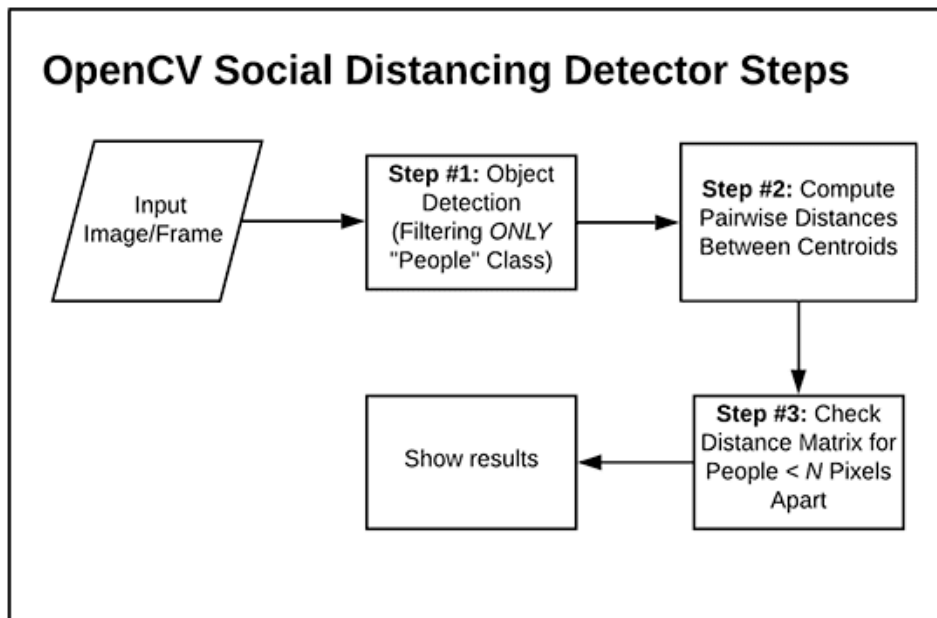 OpenCV Social Distancing Detector Steps
Input
Image/Frame
Step #1: Object
Detection
(Filtering ONLY
"People" Class)
Step #2: Compute
Pairwise Distances
Between Centroids
Step #3: Check
Distance Matrix for
People < N Pixels
Apart
Show results